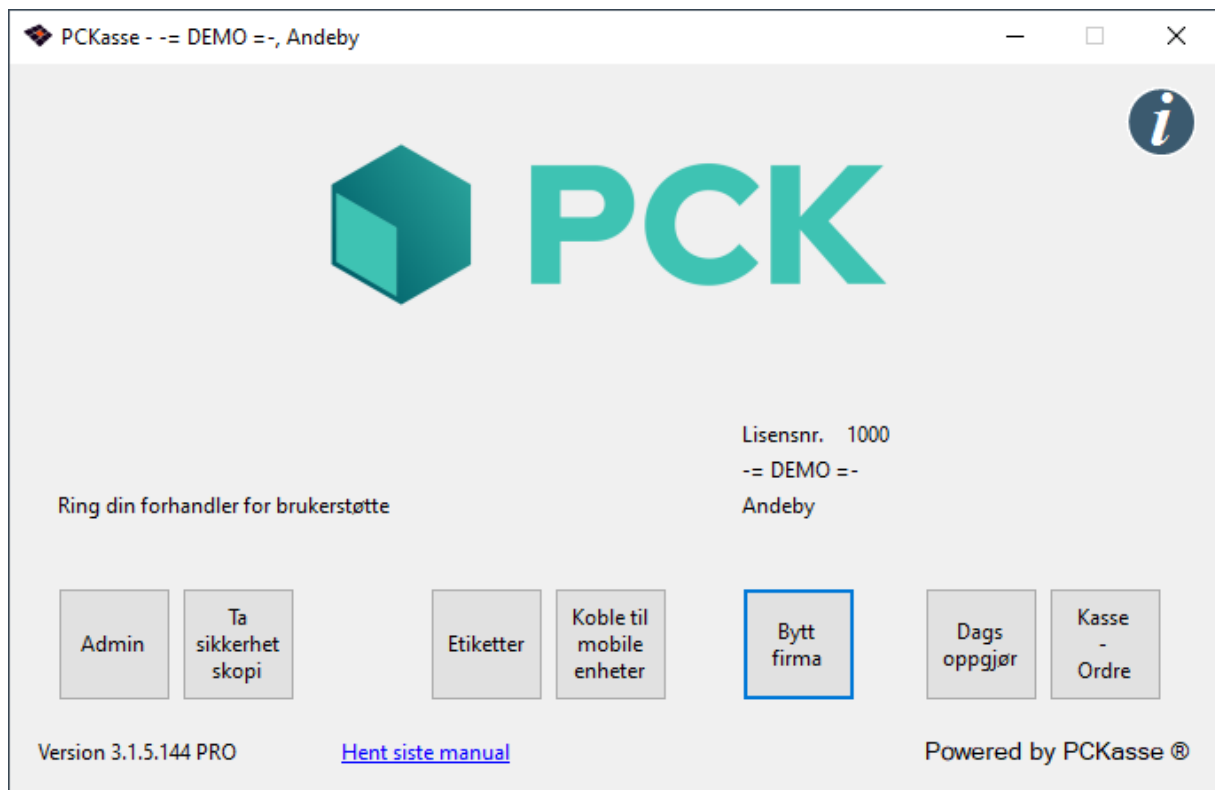 PCKasse - -= DEMO =-, Andeby
i
PCK
Lisensnr. 1000
-= DEMO =-
Ring din forhandler for brukerstøtte
Andeby
Admin
Ta
sikkerhet
skopi
Etiketter
Koble til
mobile
enheter
Bytt
firma
Dags
oppgjør
Kasse
-
Ordre
Version 3.1.5.144 PRO
Hent siste manual
Powered by PCKasse ®